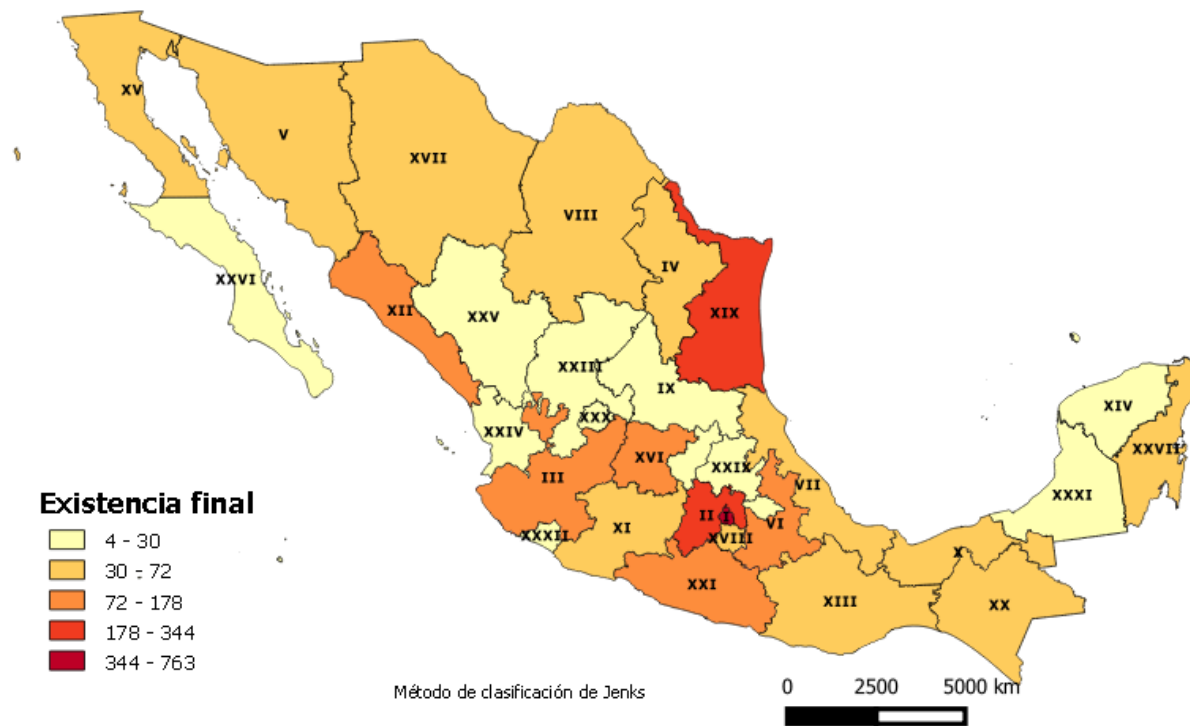 XV
V
XVII
VIII
IV
XXVI
XII
XXV
XIX
XXIII
IX
XXIV
XXX
XIV
XXIX
XVI
III
XXVII
VII
XXXI
II
I
VI
XI
XVIII
XXXII
X
XXI
XIII
XX
Existencia final
4 - 30
30 - 72
72 - 178
178 - 344
344 - 763
Método de clasificación de Jenks
0 2500 5000 km